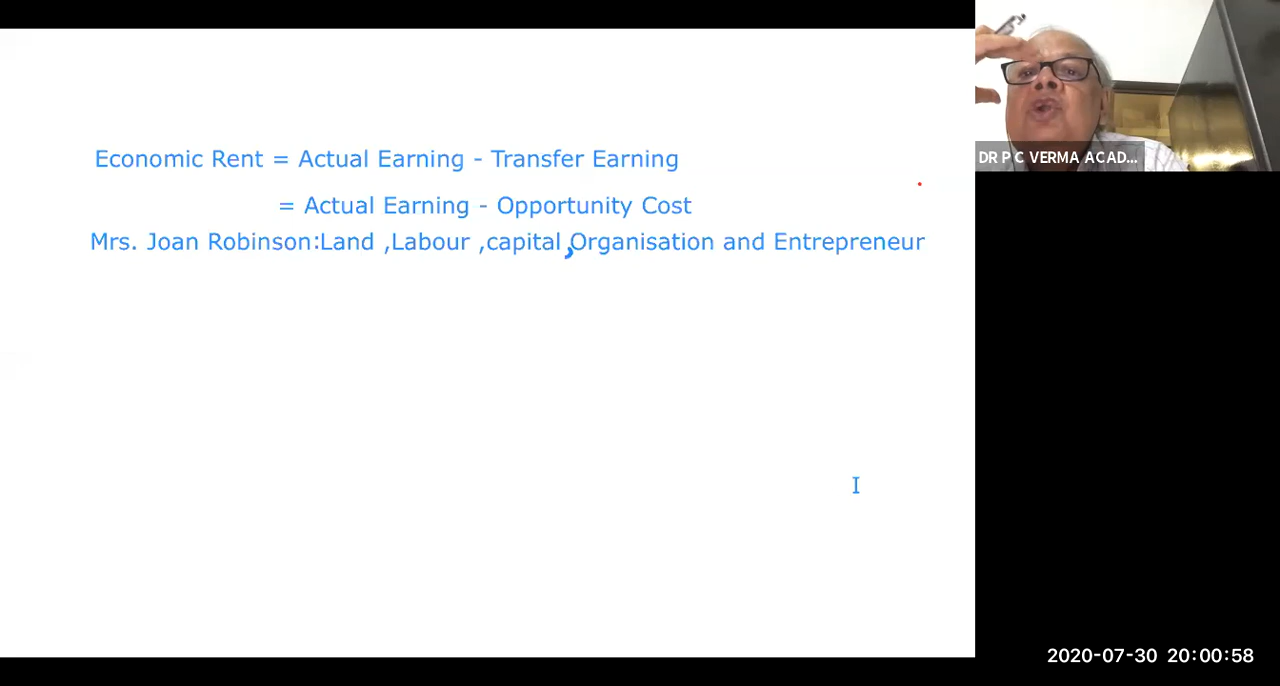 Economic Rent = Actual Earning - Transfer Earning
= Actual Earning - Opportunity Cost
Mrs. Joan Robinson:Land ,Labour ,capital ,Organisation and Entrepreneur
DR P C VERMA ACAD...
2020-07-30 20:00:58